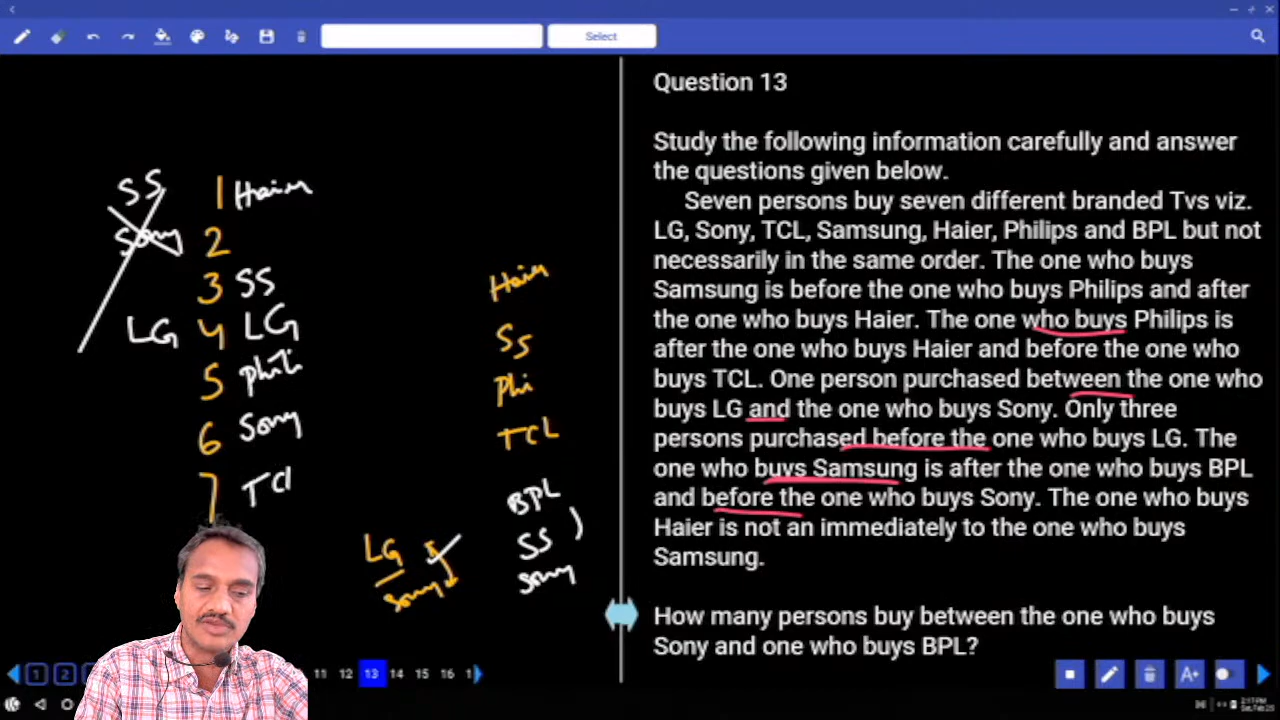 Select
Question 13
Study the following information carefully and answer
the questions given below.
Seven persons buy seven different branded Tvs viz.
LG, Sony, TCL, Samsung, Haier, Philips and BPL but not
necessarily in the same order. The one who buys
Samsung is before the one who buys Philips and after
the one who buys Haier. The one who buys Philips is
after the one who buys Haier and before the one who
buys TCL. One person purchased between the one who
buys LG and the one who buys Sony. Only three
persons purchased before the one who buys LG. The
one who buys Samsung is after the one who buys BPL
and before the one who buys Sony. The one who buys
Haier is not an immediately to the one who buys
Samsung.
How many persons buy between the one who buys
Sony and one who buys BPL?
SS 1 Haier
Sony 2
3 SS
LG 4 LG
5 phili
6 Sony
7 TCl
Haier
SS
Phi
TCL
BPL
SS
Sony
LG
Sony
1 2 11 12 13 14 15 16 1
A+